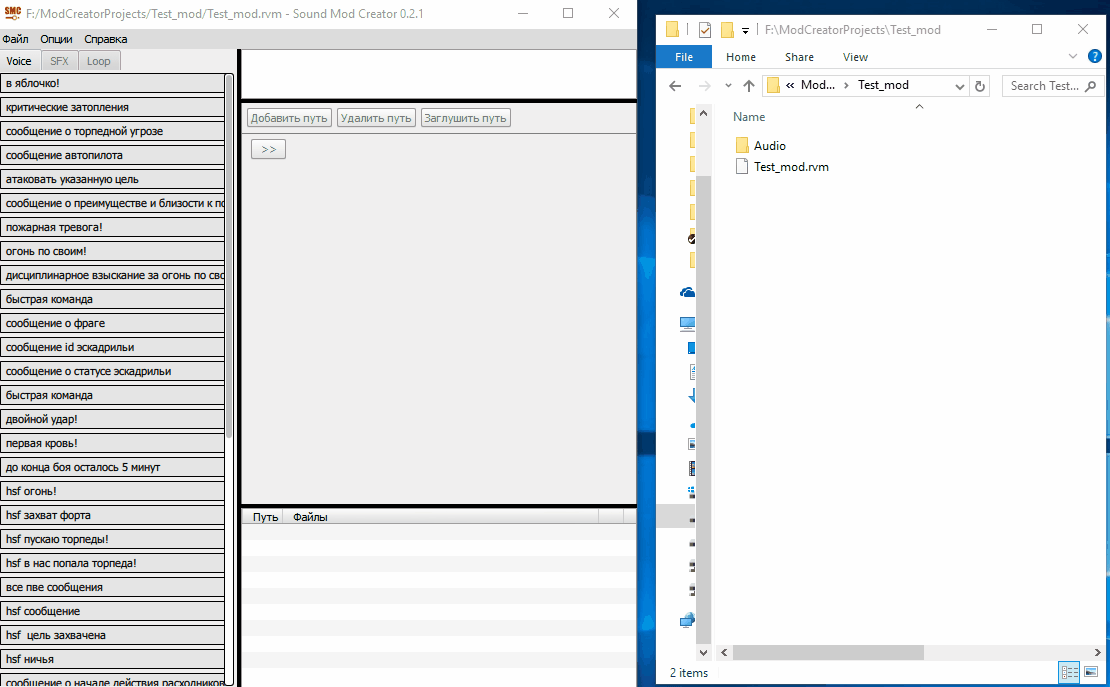 SMC F:/ModCreatorProjects/Test_mod/Test_mod.rvm - Sound Mod Creator 0.2.1
Файл Опции Справка
Voice SFX Loop
в яблочко!
критические затопления
сообщение о торпедной угрозе
сообщение автопилота
атаковать указанную цель
сообщение о преимуществе и близости к по
пожарная тревога!
огонь по своим!
дисциплинарное взыскание за огонь по сво
быстрая команда
сообщение о фраге
сообщение id эскадрильи
сообщение о статусе эскадрильи
быстрая команда
двойной удар!
первая кровь!
до конца боя осталось 5 минут
hsf огонь!
hsf захват форта
hsf пускаю торпеды!
hsf в нас попала торпеда!
все пве сообщения
hsf сообщение
hsf  цель захвачена
hsf ничья
сообщение о начале действия расходников
Добавить путь Удалить путь Заглушить путь
>>
Путь Файлы
F:\ModCreatorProjects\Test_mod
File Home Share View
« Mod... › Test_mod
Search Test...
Name
Audio
Test_mod.rvm
2 items